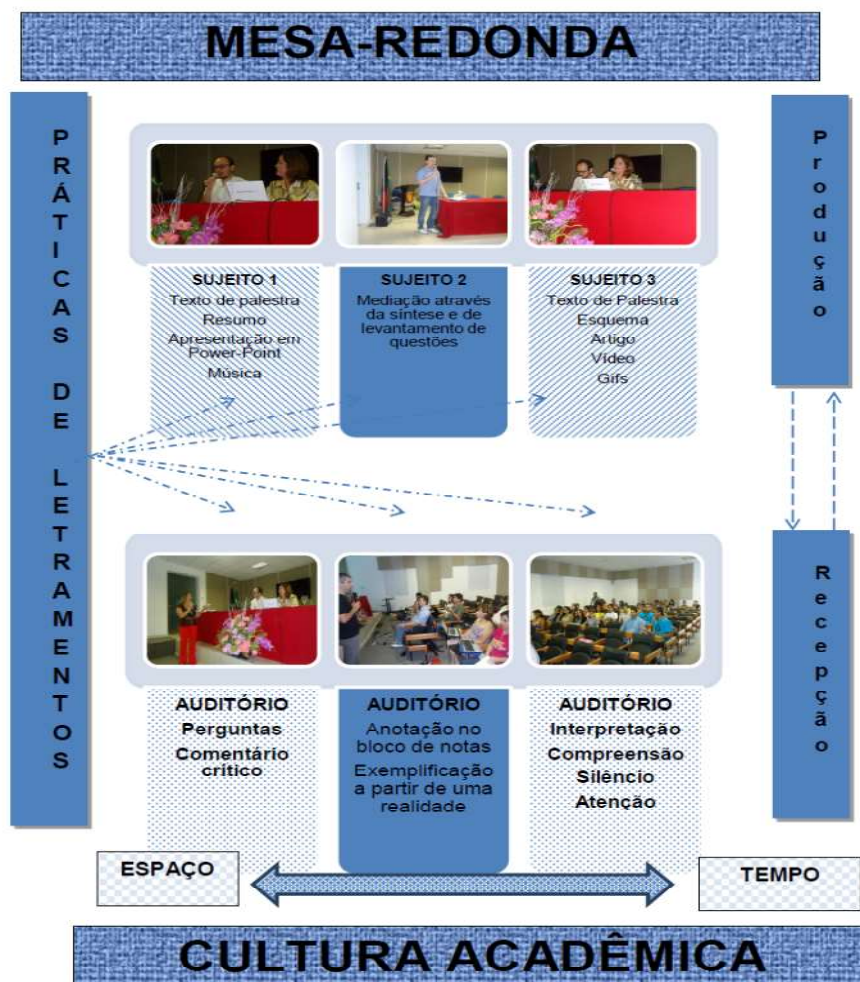 MESA-REDONDA
PRÁTICAS DE LETRAMENTOS
Produção
SUJEITO 1
Texto de palestra
Resumo
Apresentação em
Power-Point
Música
SUJEITO 2
Mediação através
da síntese e de
levantamento de
questões
SUJEITO 3
Texto de Palestra
Esquema
Artigo
Vídeo
Gifs
Recepção
AUDITÓRIO
Perguntas
Comentário
crítico
AUDITÓRIO
Anotação no
bloco de notas
Exemplificação
a partir de uma
realidade
AUDITÓRIO
Interpretação
Compreensão
Silêncio
Atenção
ESPAÇO
TEMPO
CULTURA ACADÊMICA